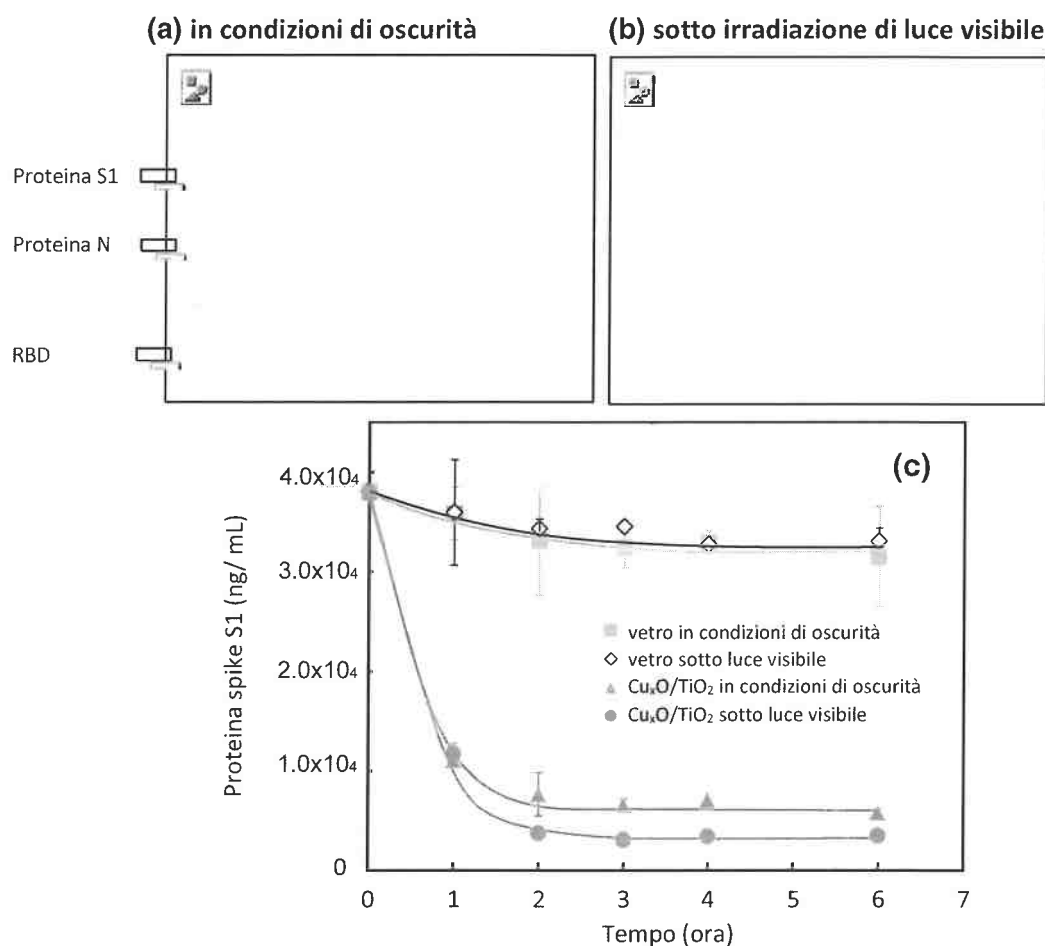 (a) in condizioni di oscurità
(b) sotto irradiazione di luce visibile
Proteina S1
Proteina N
RBD
(c)
Proteina spike S1 (ng/ mL)
4.0x10₄
3.0x10₄
2.0x10₄
1.0x10₄
0
vetro in condizioni di oscurità
vetro sotto luce visibile
CuₓO/TiO₂ in condizioni di oscurità
CuₓO/TiO₂ sotto luce visibile
0 1 2 3 4 5 6 7
Tempo (ora)